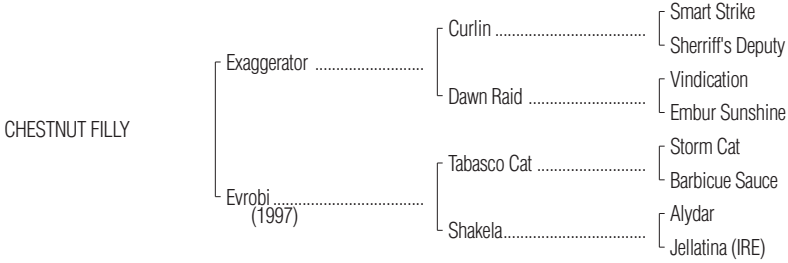 Smart Strike
Curlin ....................................
Sherriff's Deputy
Exaggerator ..........................
Vindication
Dawn Raid ............................
Embur Sunshine
CHESTNUT FILLY
Storm Cat
Tabasco Cat ..........................
Barbicue Sauce
Evrobi ....................................
(1997)
Alydar
Shakela..................................
Jellatina (IRE)